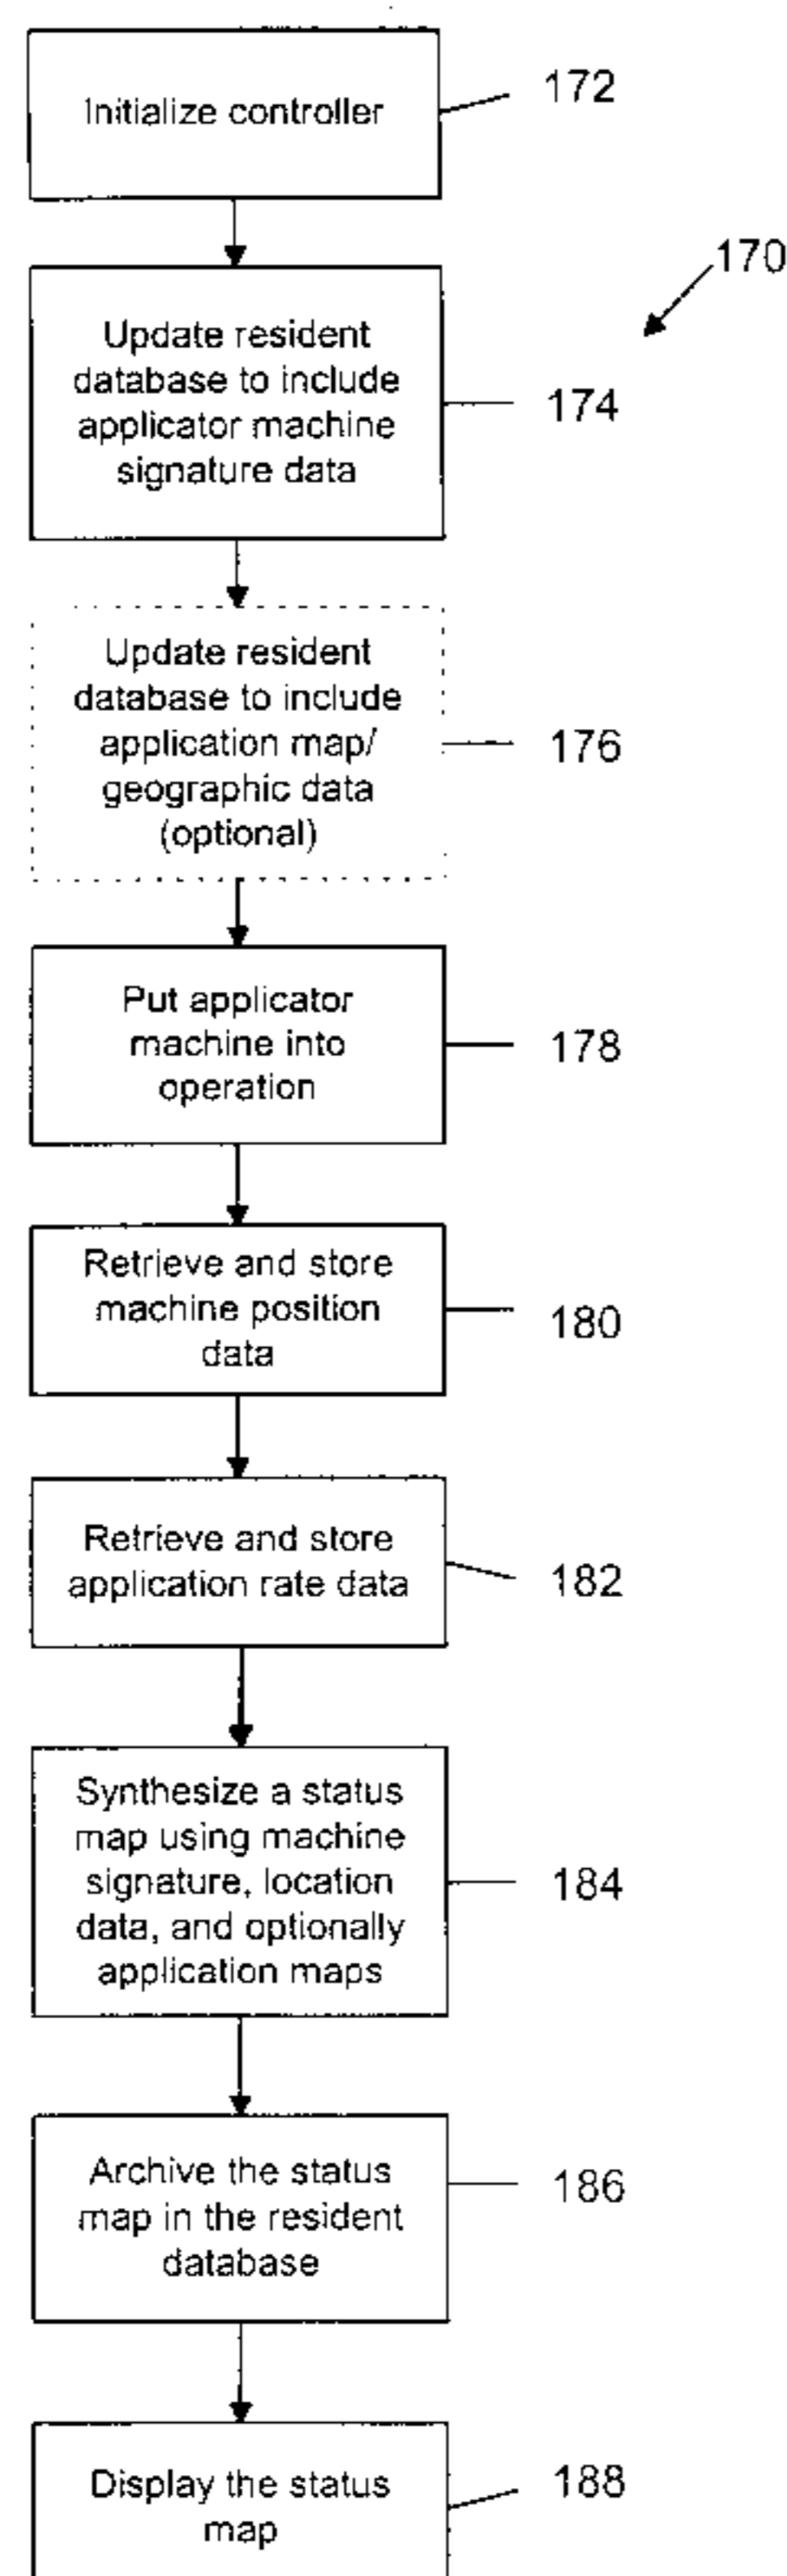 Initialize controller
172
170
Update resident
database to include
applicator machine
signature data
174
Update resident
database to include
application map/
geographic data
(optional)
176
Put applicator
machine into
operation
178
Retrieve and store
machine position
data
180
Retrieve and store
application rate data
182
Synthesize a status
map using machine
signature, location
data, and optionally
application maps
184
Archive the status
map in the resident
database
186
Display the status
map
188